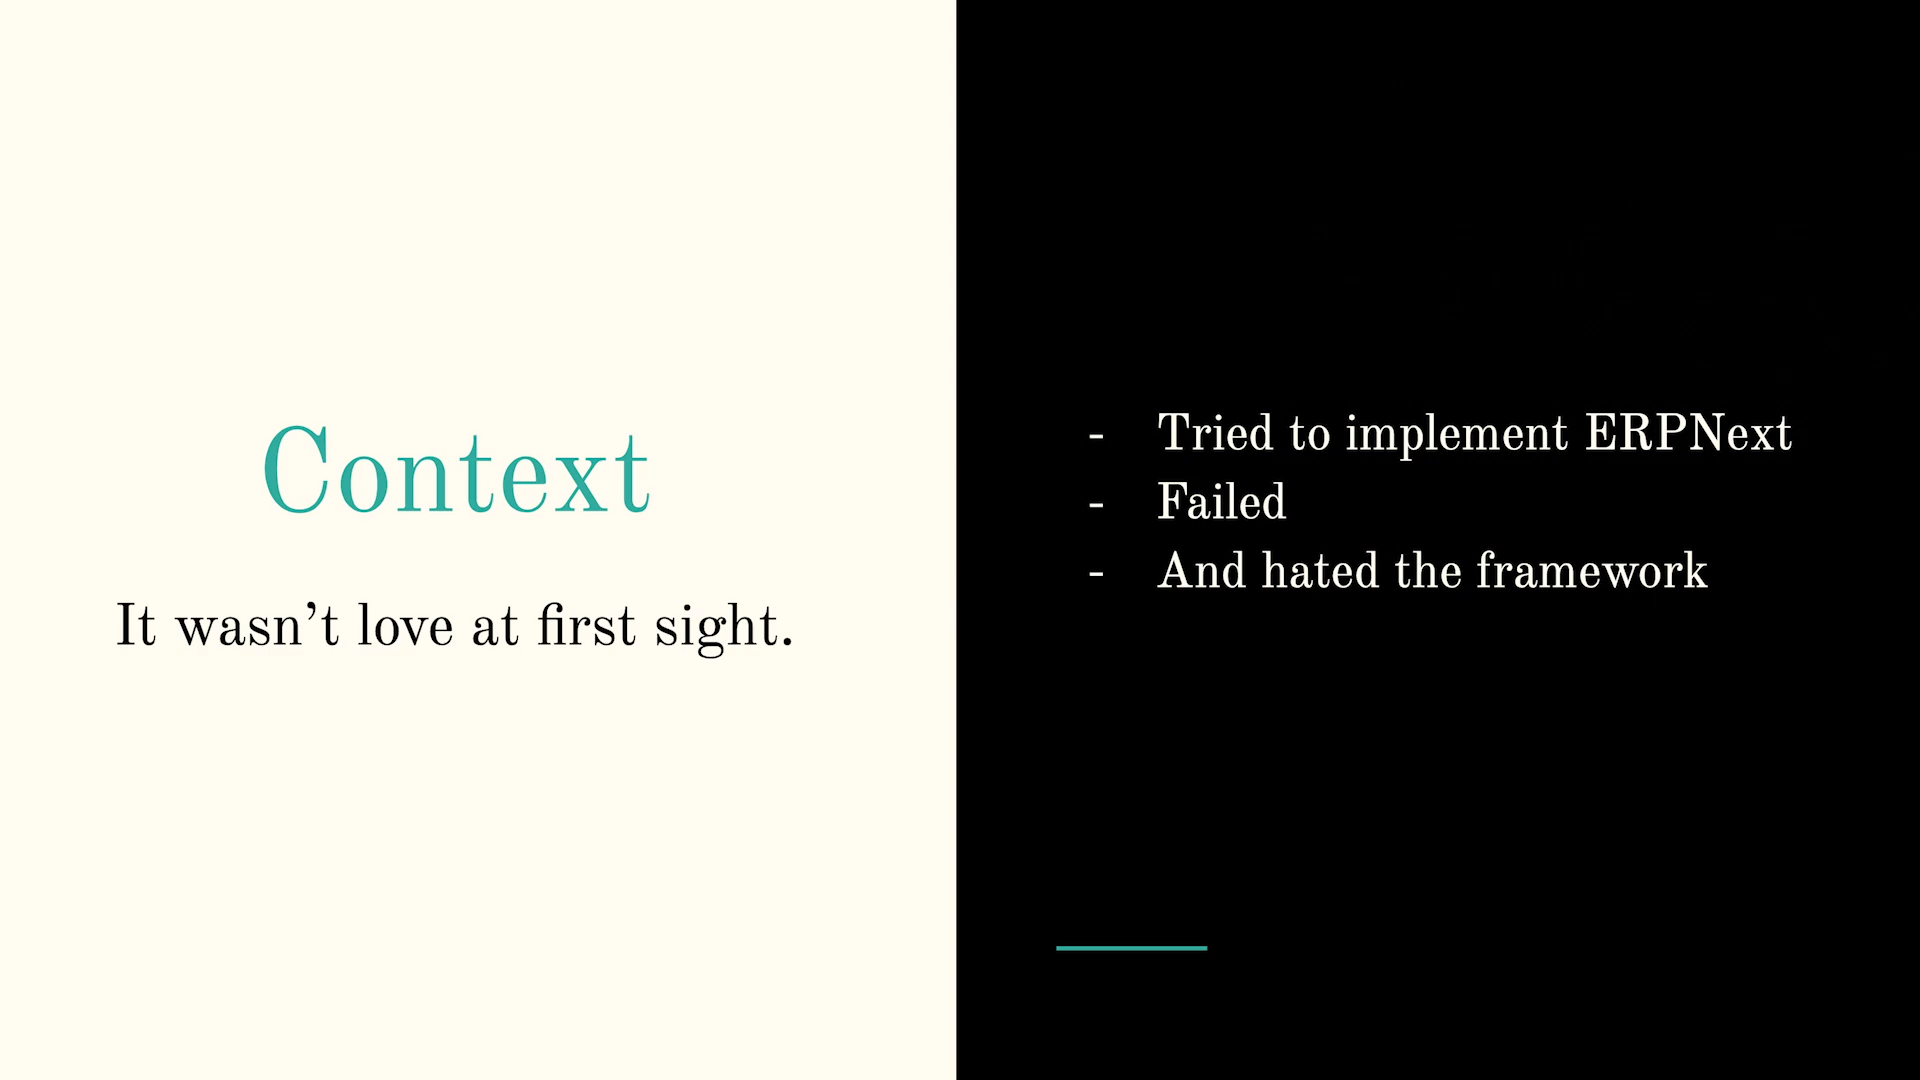 Context
It wasn’t love at first sight.
- Tried to implement ERPNext
- Failed
- And hated the framework